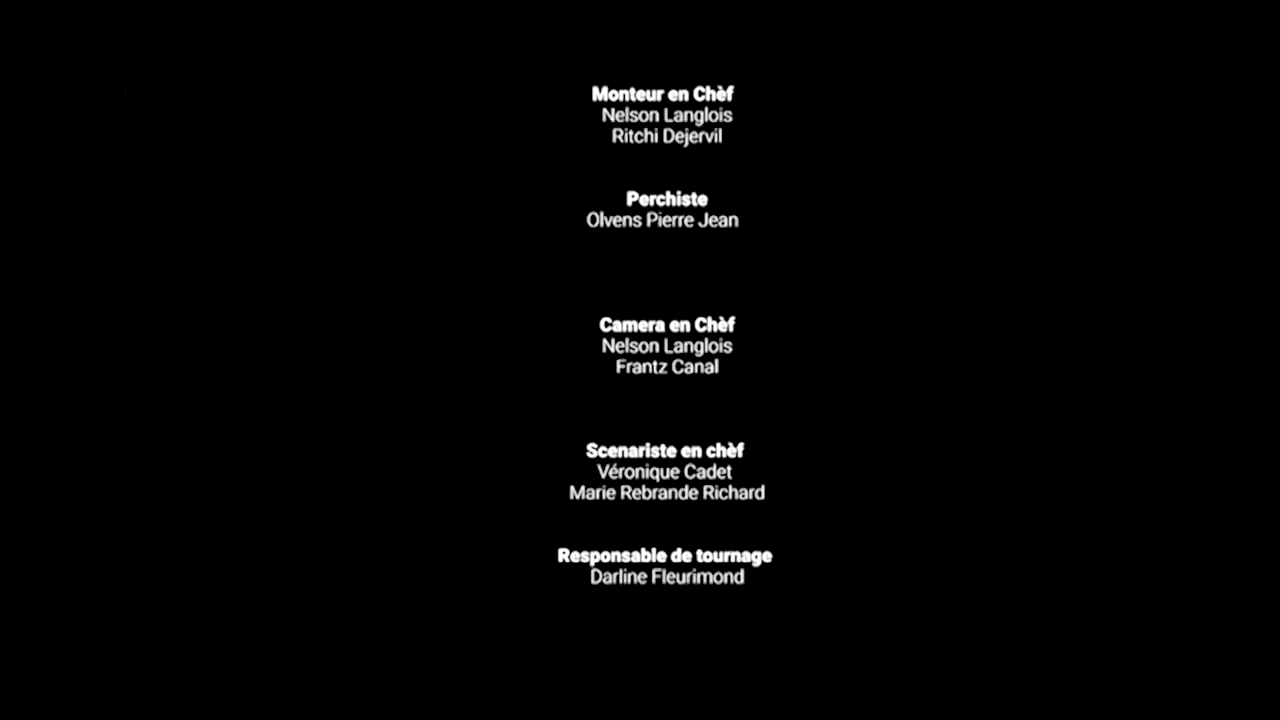 Monteur en Chèf
Nelson Langlois
Ritchi Dejervil
Perchiste
Olvens Pierre Jean
Camera en Chèf
Nelson Langlois
Frantz Canal
Scenariste en chèf
Véronique Cadet
Marie Rebrande Richard
Responsable de tournage
Darline Fleurimond